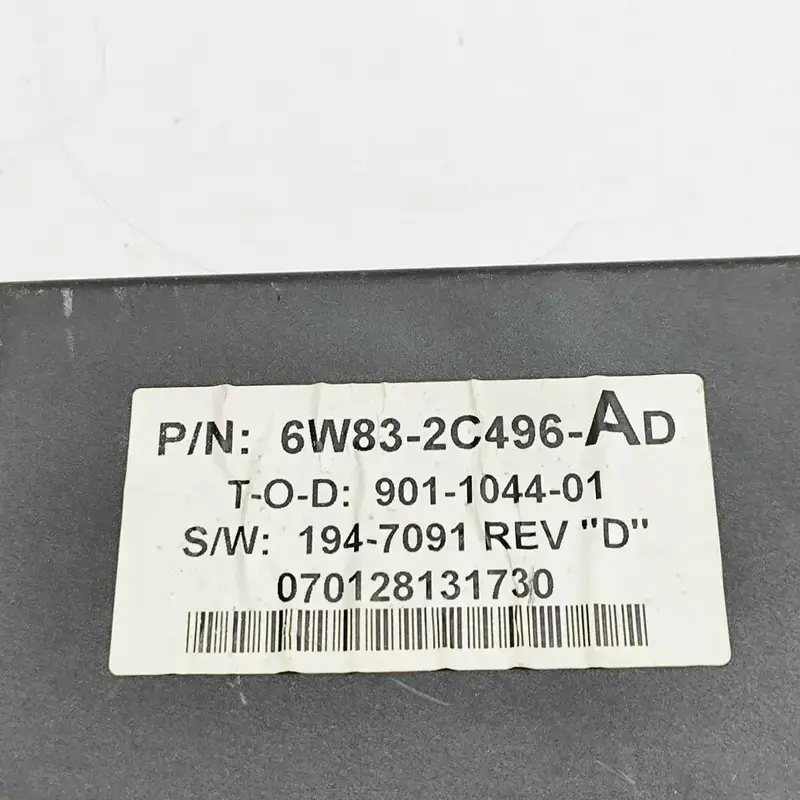 P/N: 6W83-2C496-AD
T-O-D: 901-1044-01
S/W: 194-7091 REV "D"
070128131730